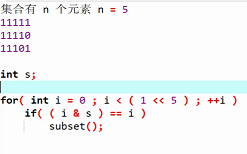 集合有 n 个元素 n = 5
11111
11110
11101
int s;
for( int i = 0 ; i < ( 1 << 5 ) ; ++i )
if( ( i & s ) == i )
subset();